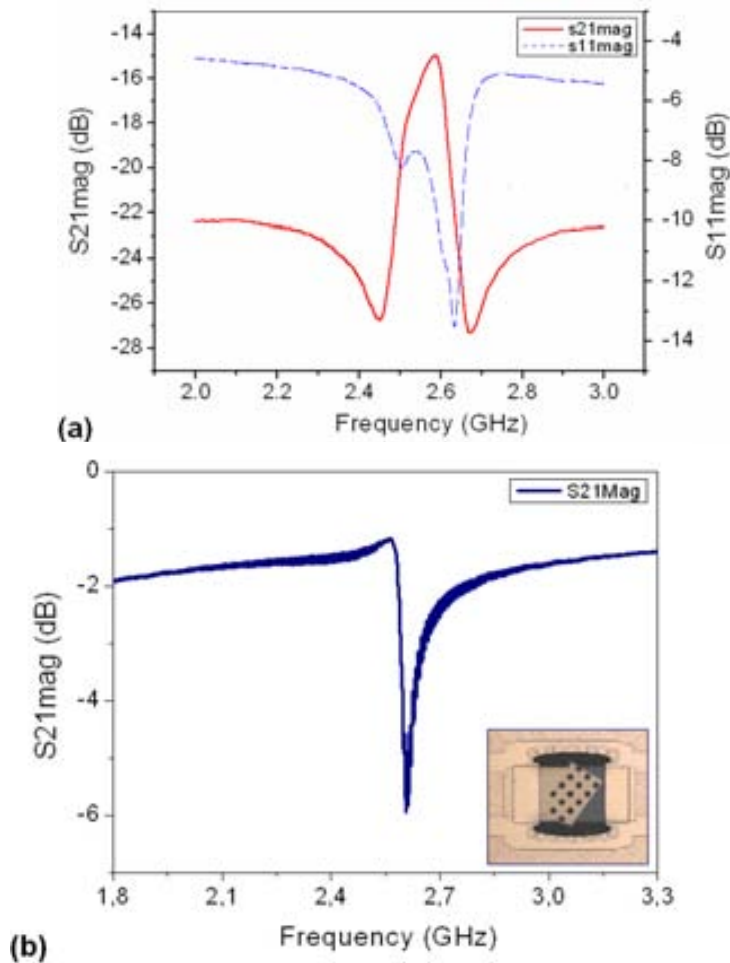 s21mag
s11mag
-14
-16
-18
-20
-22
-24
-26
-28
S21mag (dB)
-4
-6
-8
-10
-12
-14
S11mag (dB)
2.0 2.2 2.4 2.6 2.8 3.0
Frequency (GHz)
(a)
S21Mag
0
-2
-4
-6
S21mag (dB)
1,8 2,1 2,4 2,7 3,0 3,3
Frequency (GHz)
(b)